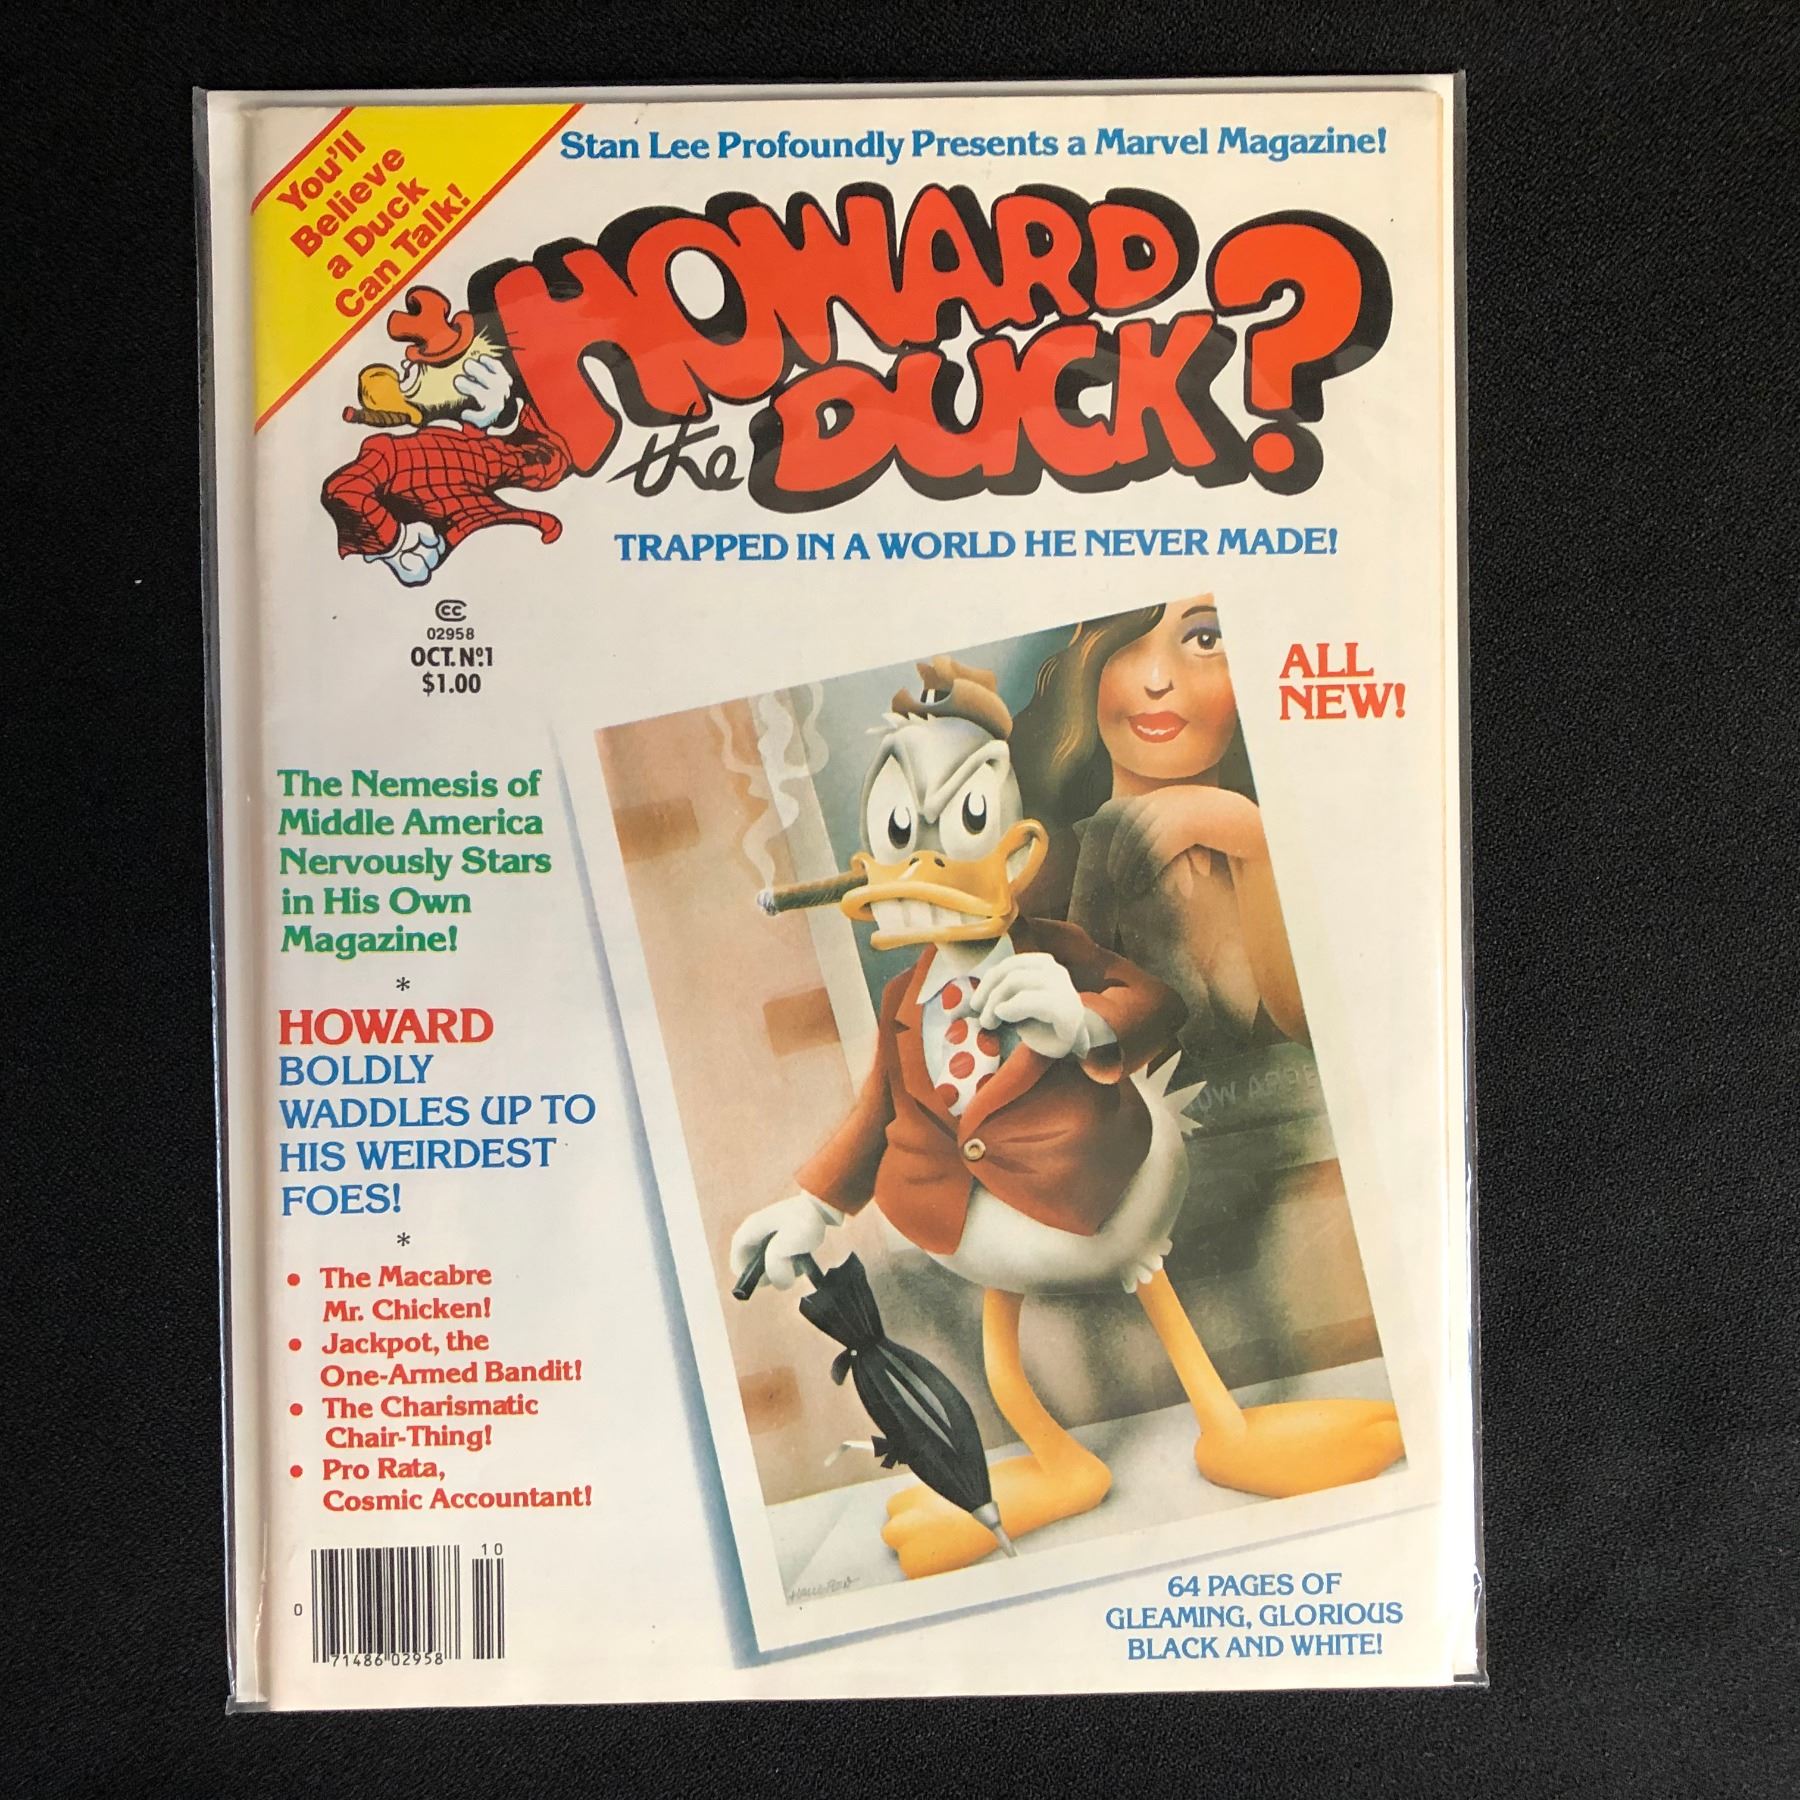 You'll
Believe
a Duck
Can Talk!
Stan Lee Profoundly Presents a Marvel Magazine!
HOWARD
the DUCK?
TRAPPED IN A WORLD HE NEVER MADE!
CC
02958
OCT. Nº1
$1.00
ALL
NEW!
The Nemesis of
Middle America
Nervously Stars
in His Own
Magazine!
*
HOWARD
BOLDLY
WADDLES UP TO
HIS WEIRDEST
FOES!
*
• The Macabre
Mr. Chicken!
• Jackpot, the
One-Armed Bandit!
• The Charismatic
Chair-Thing!
• Pro Rata,
Cosmic Accountant!
10
0
71486 02958
64 PAGES OF
GLEAMING, GLORIOUS
BLACK AND WHITE!